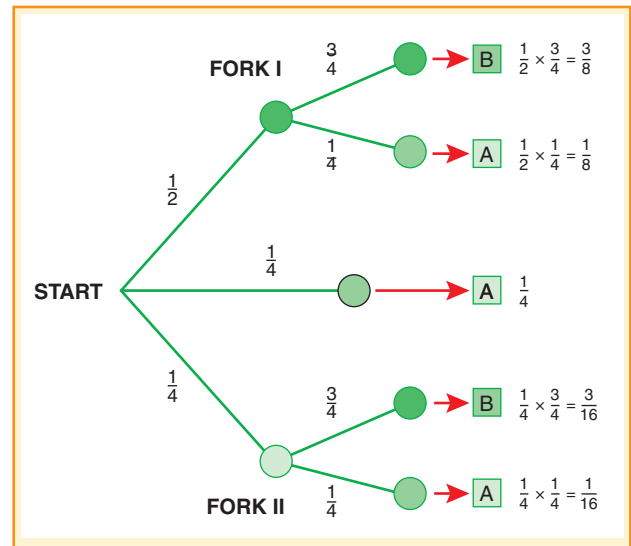 3/4
FORK I
B 1/2 × 3/4 = 3/8
1/4
A 1/2 × 1/4 = 1/8
1/2
1/4
START
A 1/4
1/4
3/4
B 1/4 × 3/4 = 3/16
FORK II
1/4
A 1/4 × 1/4 = 1/16